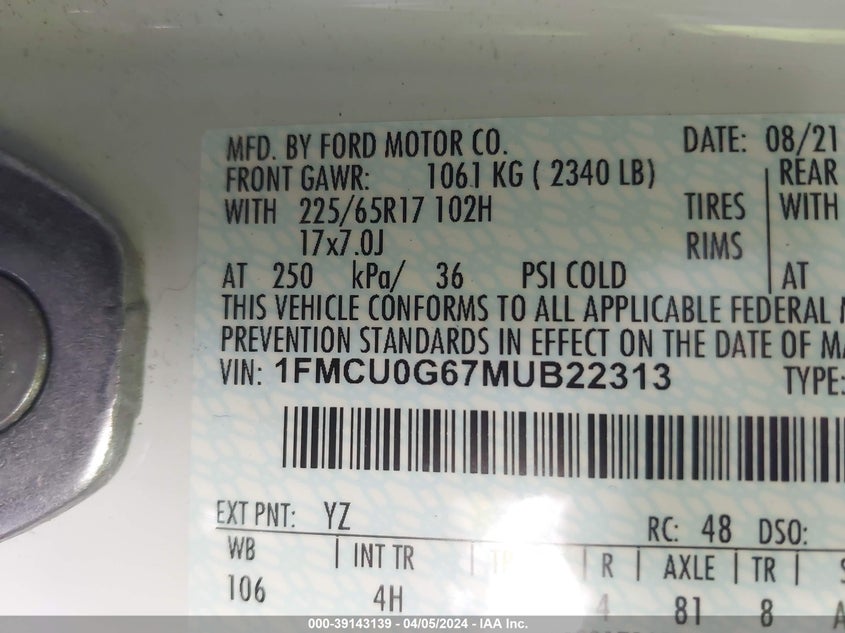 MFD. BY FORD MOTOR CO. DATE: 08/21
FRONT GAWR: 1061 KG ( 2340 LB) REAR
WITH 225/65R17 102H TIRES WITH
17x7.0J RIMS
AT 250 kPa/ 36 PSI COLD AT
THIS VEHICLE CONFORMS TO ALL APPLICABLE FEDERAL
PREVENTION STANDARDS IN EFFECT ON THE DATE OF
VIN: 1FMCU0G67MUB22313 TYPE:
EXT PNT: YZ RC: 48 DSO:
WB | INT TR | R | AXLE | TR |
106 4H 4 81 8
000-39143139 - 04/05/2024 - IAA Inc.